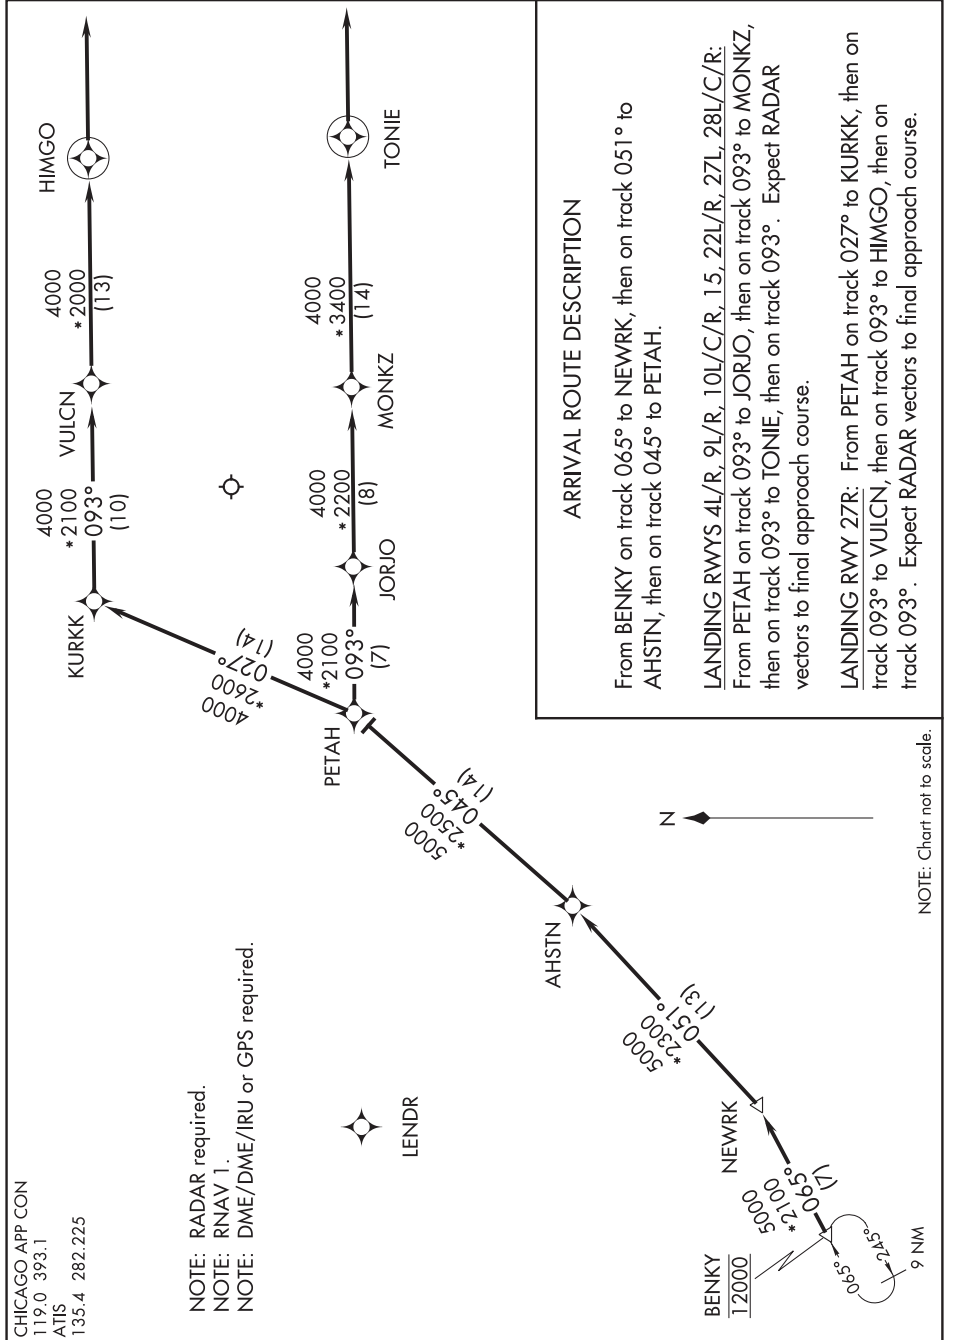 CHICAGO APP CON
119.0 393.1
ATIS
135.4 282.225
NOTE: RADAR required.
NOTE: RNAV 1.
NOTE: DME/DME/IRU or GPS required.
LENDR
BENKY
12000
065°
245°
9 NM
5000
*2100
065°
(7)
NEWRK
5000
*2300
051°
(13)
AHSTN
5000
*2500
045°
(14)
PETAH
4000
*2600
027°
(14)
KURKK
4000
*2100
093°
(10)
VULCN
4000
*2000
(13)
HIMGO
4000
*2100
093°
(7)
JORJO
4000
*2200
(8)
MONKZ
4000
*3400
(14)
TONIE
N
NOTE: Chart not to scale.
ARRIVAL ROUTE DESCRIPTION
From BENKY on track 065° to NEWRK, then on track 051° to
AHSTN, then on track 045° to PETAH.
LANDING RWYS 4L/R, 9L/R, 10L/C/R, 15, 22L/R, 27L, 28L/C/R:
From PETAH on track 093° to JORJO, then on track 093° to MONKZ,
then on track 093° to TONIE, then on track 093°. Expect RADAR
vectors to final approach course.
LANDING RWY 27R: From PETAH on track 027° to KURKK, then on
track 093° to VULCN, then on track 093° to HIMGO, then on
track 093°. Expect RADAR vectors to final approach course.